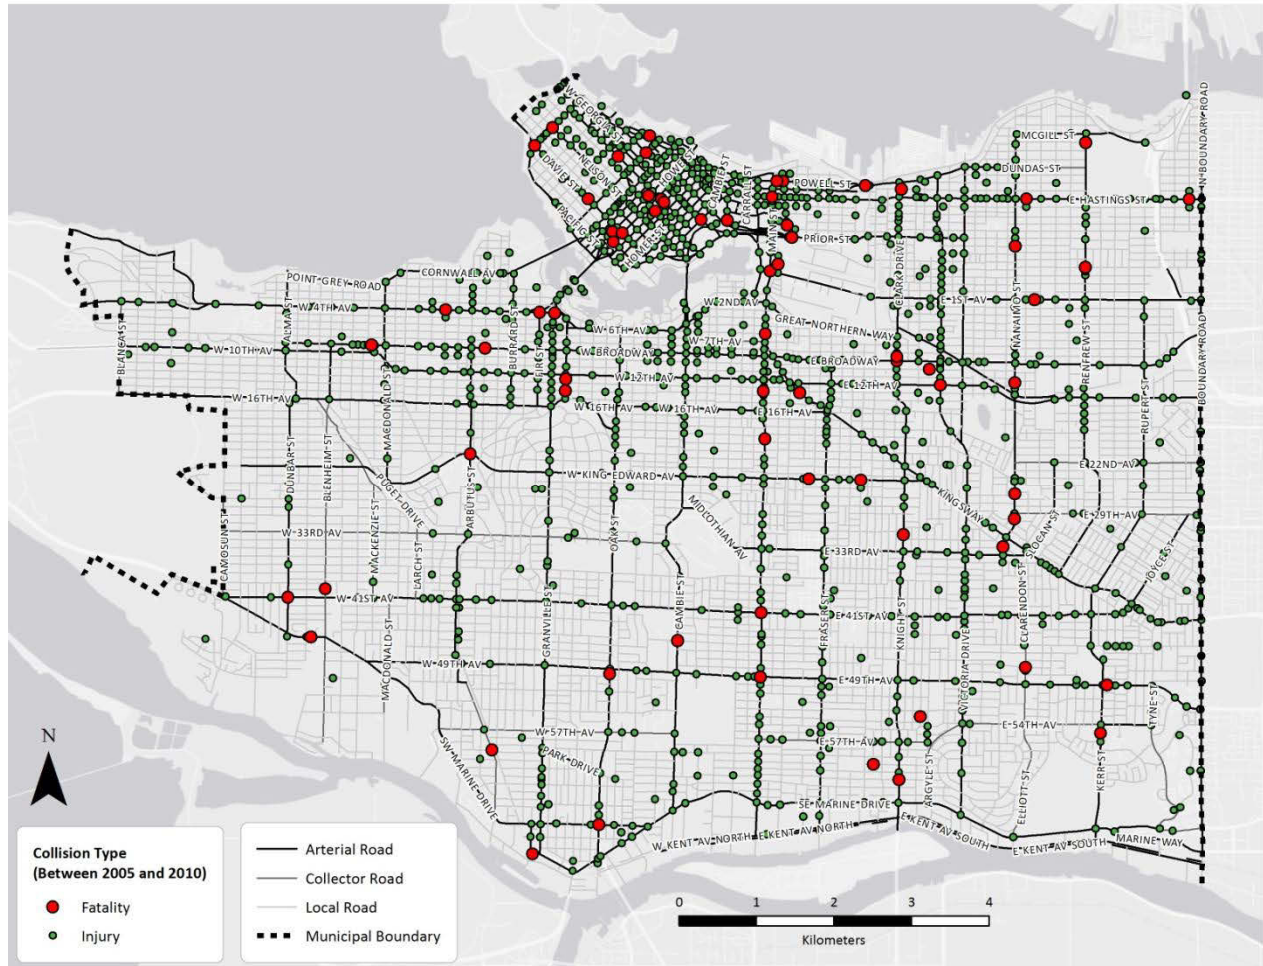 N BOUNDARY ROAD
MCGILL ST
W GEORGIA ST
DUNDAS ST
NELSON ST
HOWE ST
CAMBIE ST
CARRALL ST
DAVIE ST
POWELL ST
E HASTINGS ST
PACIFIC ST
HOMER ST
MAIN ST
PRIOR ST
CLARK DRIVE
POINT GREY ROAD
CORNWALL AV
E 1ST AV
NANAIMO ST
RENFREW ST
W 4TH AV
W 2ND AV
GREAT NORTHERN WAY
BLANCA ST
ALMA ST
BURRARD ST
FIR ST
W 6TH AV
W 7TH AV
W 10TH AV
W BROADWAY
E BROADWAY
BOUNDARY ROAD
W 12TH AV
E 12TH AV
MACDONALD ST
RUPERT ST
W 16TH AV
W 16TH AV
W 16TH AV
E 16TH AV
DUNBAR ST
BLENHEIM ST
ARBUTUS ST
W KING EDWARD AV
E 22ND AV
PUGET DRIVE
KINGSWAY
MIDLOTHIAN AV
OAK ST
E 29TH AV
SLOCAN ST
W 33RD AV
E 33RD AV
JOYCE ST
CAMOSUN ST
MACKENZIE ST
LARCH ST
W 41ST AV
E 41ST AV
GRANVILLE ST
CAMBIE ST
FRASER ST
KNIGHT ST
VICTORIA DRIVE
CLARENDON ST
MACDONALD ST
W 49TH AV
E 49TH AV
TYNE ST
W 57TH AV
E 57TH AV
E 54TH AV
PARK DRIVE
SW MARINE DRIVE
ARGYLE ST
ELLIOTT ST
KERR ST
SE MARINE DRIVE
W KENT AV NORTH
E KENT AV NORTH
E KENT AV SOUTH
E KENT AV SOUTH
MARINE WAY
N
Collision Type
(Between 2005 and 2010)
Fatality
Injury
Arterial Road
Collector Road
Local Road
Municipal Boundary
0 1 2 3 4
Kilometers